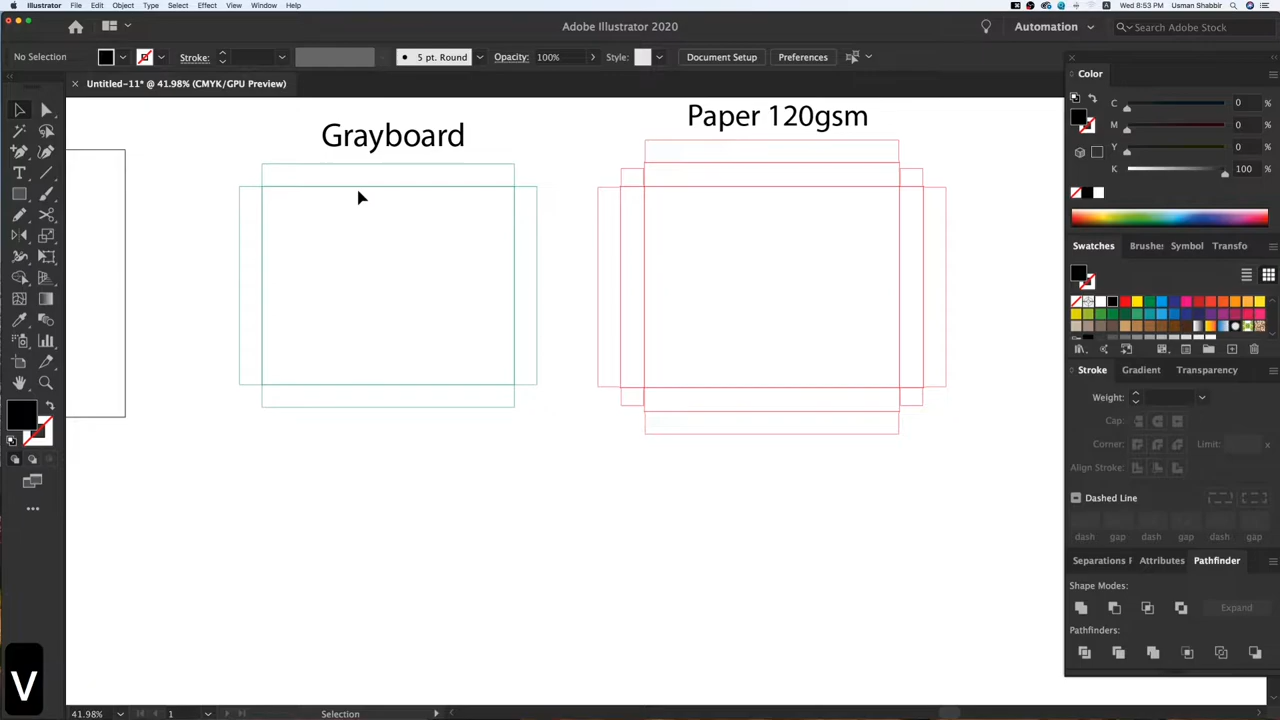 Illustrator File Edit Object Type Select Effect View Window Help
Wed 8:53 PM Usman Shabbir
Adobe Illustrator 2020
Automation
Search Adobe Stock
No Selection
Stroke:
5 pt. Round
Opacity: 100%
Style:
Document Setup
Preferences
Untitled-11* @ 41.98% (CMYK/GPU Preview)
Grayboard
Paper 120gsm
Color
C 0 %
M 0 %
Y 0 %
K 100 %
Swatches Brushe: Symbol Transfo
Stroke Gradient Transparency
Weight:
Cap:
Corner: Limit: x
Align Stroke:
Dashed Line
dash gap dash gap dash gap
Separations F Attributes Pathfinder
Shape Modes:
Expand
Pathfinders:
V
41.98% 1 Selection